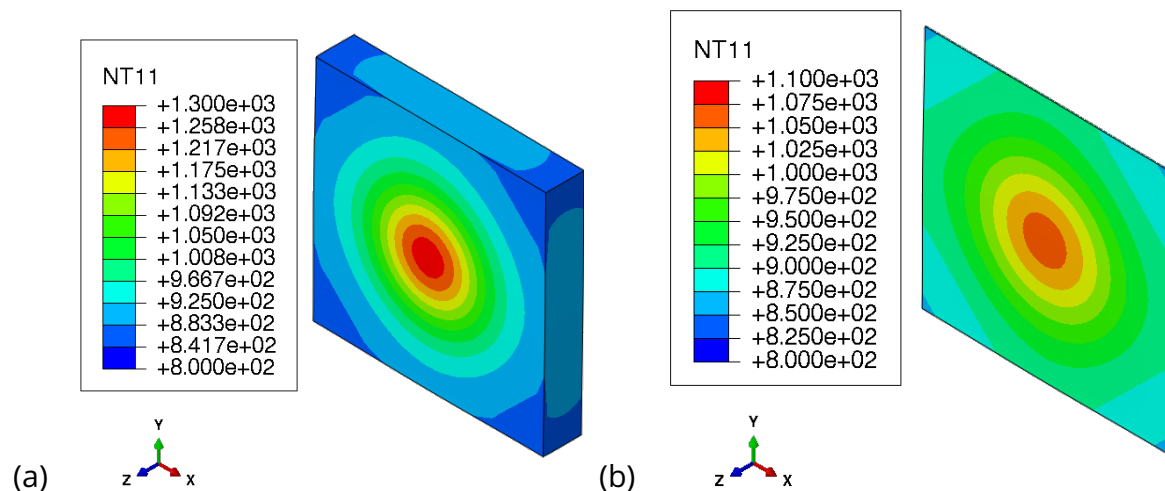 NT11
+1.300e+03
+1.258e+03
+1.217e+03
+1.175e+03
+1.133e+03
+1.092e+03
+1.050e+03
+1.008e+03
+9.667e+02
+9.250e+02
+8.833e+02
+8.417e+02
+8.000e+02
Y
Z
X
(a)
NT11
+1.100e+03
+1.075e+03
+1.050e+03
+1.025e+03
+1.000e+03
+9.750e+02
+9.500e+02
+9.250e+02
+9.000e+02
+8.750e+02
+8.500e+02
+8.250e+02
+8.000e+02
Y
Z
X
(b)